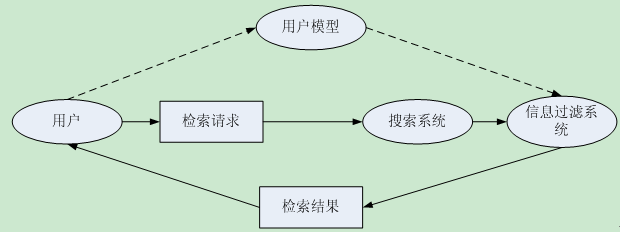 用户模型
用户
检索请求
搜索系统
信息过滤系
统
检索结果